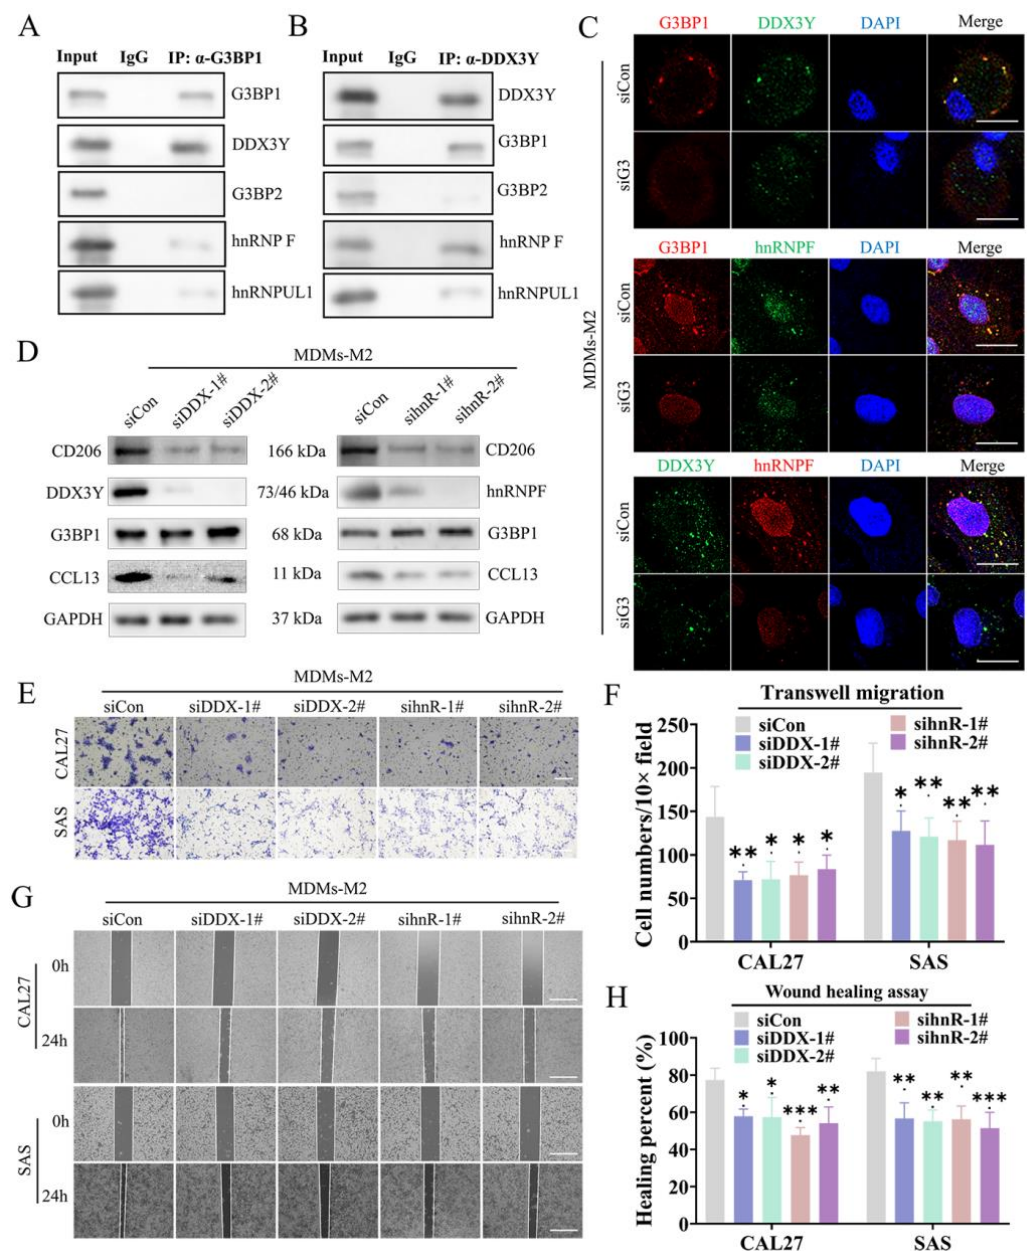 A
Input IgG IP: α-G3BP1
G3BP1
DDX3Y
G3BP2
hnRNP F
hnRNPUL1
B
Input IgG IP: α-DDX3Y
DDX3Y
G3BP1
G3BP2
hnRNP F
hnRNPUL1
C
MDMs-M2
G3BP1 DDX3Y DAPI Merge
siCon
siG3
G3BP1 hnRNPF DAPI Merge
siCon
siG3
DDX3Y hnRNPF DAPI Merge
siCon
siG3
D
MDMs-M2
siCon siDDX-1# siDDX-2# siCon sihnR-1# sihnR-2#
CD206 166 kDa CD206
DDX3Y 73/46 kDa hnRNPF
G3BP1 68 kDa G3BP1
CCL13 11 kDa CCL13
GAPDH 37 kDa GAPDH
E
MDMs-M2
siCon siDDX-1# siDDX-2# sihnR-1# sihnR-2#
CAL27
SAS
F
Transwell migration
siCon sihnR-1#
siDDX-1# sihnR-2#
siDDX-2#
Cell numbers/10× field
250
200
150
100
50
0
** * * * * ** ** **
CAL27 SAS
G
MDMs-M2
siCon siDDX-1# siDDX-2# sihnR-1# sihnR-2#
CAL27
0h
24h
SAS
0h
24h
H
Wound healing assay
siCon sihnR-1#
siDDX-1# sihnR-2#
siDDX-2#
Healing percent (%)
100
80
60
40
20
0
* * *** ** ** ** ** ***
CAL27 SAS